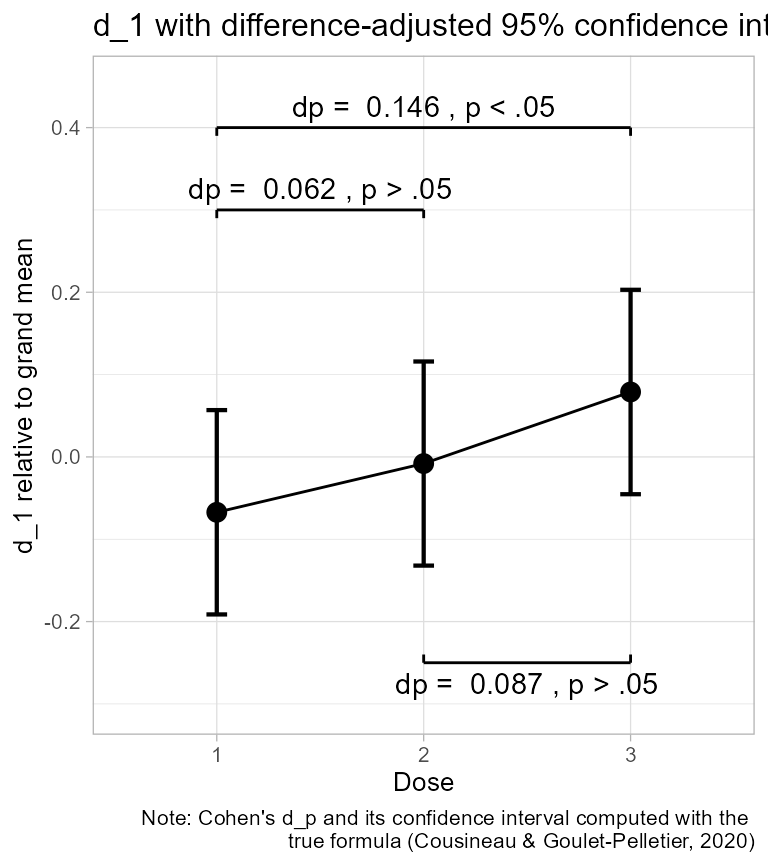 d_1 with difference-adjusted 95% confidence int
dp =  0.146 , p < .05
0.4
dp =  0.062 , p > .05
0.2
d_1 relative to grand mean
0.0
-0.2
dp =  0.087 , p > .05
1 2 3
Dose
Note: Cohen's d_p and its confidence interval computed with the
true formula (Cousineau & Goulet-Pelletier, 2020)